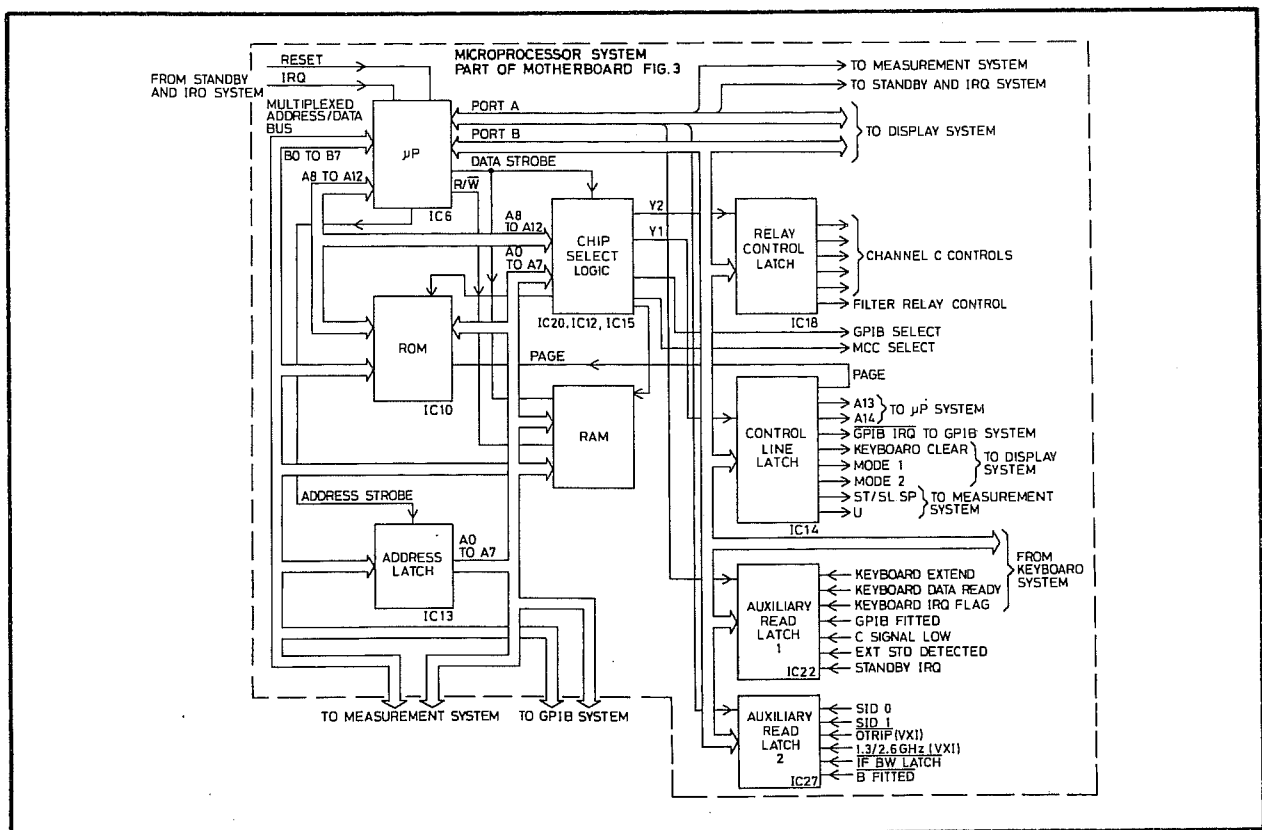 MICROPROCESSOR SYSTEM
PART OF MOTHERBOARD FIG.3
RESET
IRQ
FROM STANDBY
AND IRQ SYSTEM
MULTIPLEXED
ADDRESS/DATA
BUS
B0 TO B7
A8 TO A12
µP
IC6
R/W
PORT A
PORT B
DATA STROBE
TO MEASUREMENT SYSTEM
TO STANDBY AND IRQ SYSTEM
TO DISPLAY SYSTEM
A8
TO A12
A0
TO A7
CHIP
SELECT
LOGIC
IC20, IC12, IC15
Y2
Y1
RELAY
CONTROL
LATCH
IC18
CHANNEL C CONTROLS
FILTER RELAY CONTROL
GPIB SELECT
MCC SELECT
ROM
IC10
PAGE
PAGE
RAM
CONTROL
LINE
LATCH
IC14
A13
A14
TO µP SYSTEM
GPIB IRQ TO GPIB SYSTEM
KEYBOARD CLEAR
MODE 1
MODE 2
TO DISPLAY
SYSTEM
ST/SL SP
U
TO MEASUREMENT
SYSTEM
ADDRESS STROBE
ADDRESS
LATCH
IC13
A0
TO A7
FROM
KEYBOARD
SYSTEM
AUXILIARY
READ
LATCH
1
IC22
KEYBOARD EXTEND
KEYBOARD DATA READY
KEYBOARD IRQ FLAG
GPIB FITTED
C SIGNAL LOW
EXT STD DETECTED
STANDBY IRQ
AUXILIARY
READ
LATCH
2
IC27
SID 0
SID 1
OTRIP (VXI)
1.3/2.6GHz (VXI)
IF BW LATCH
B FITTED
TO MEASUREMENT SYSTEM
TO GPIB SYSTEM